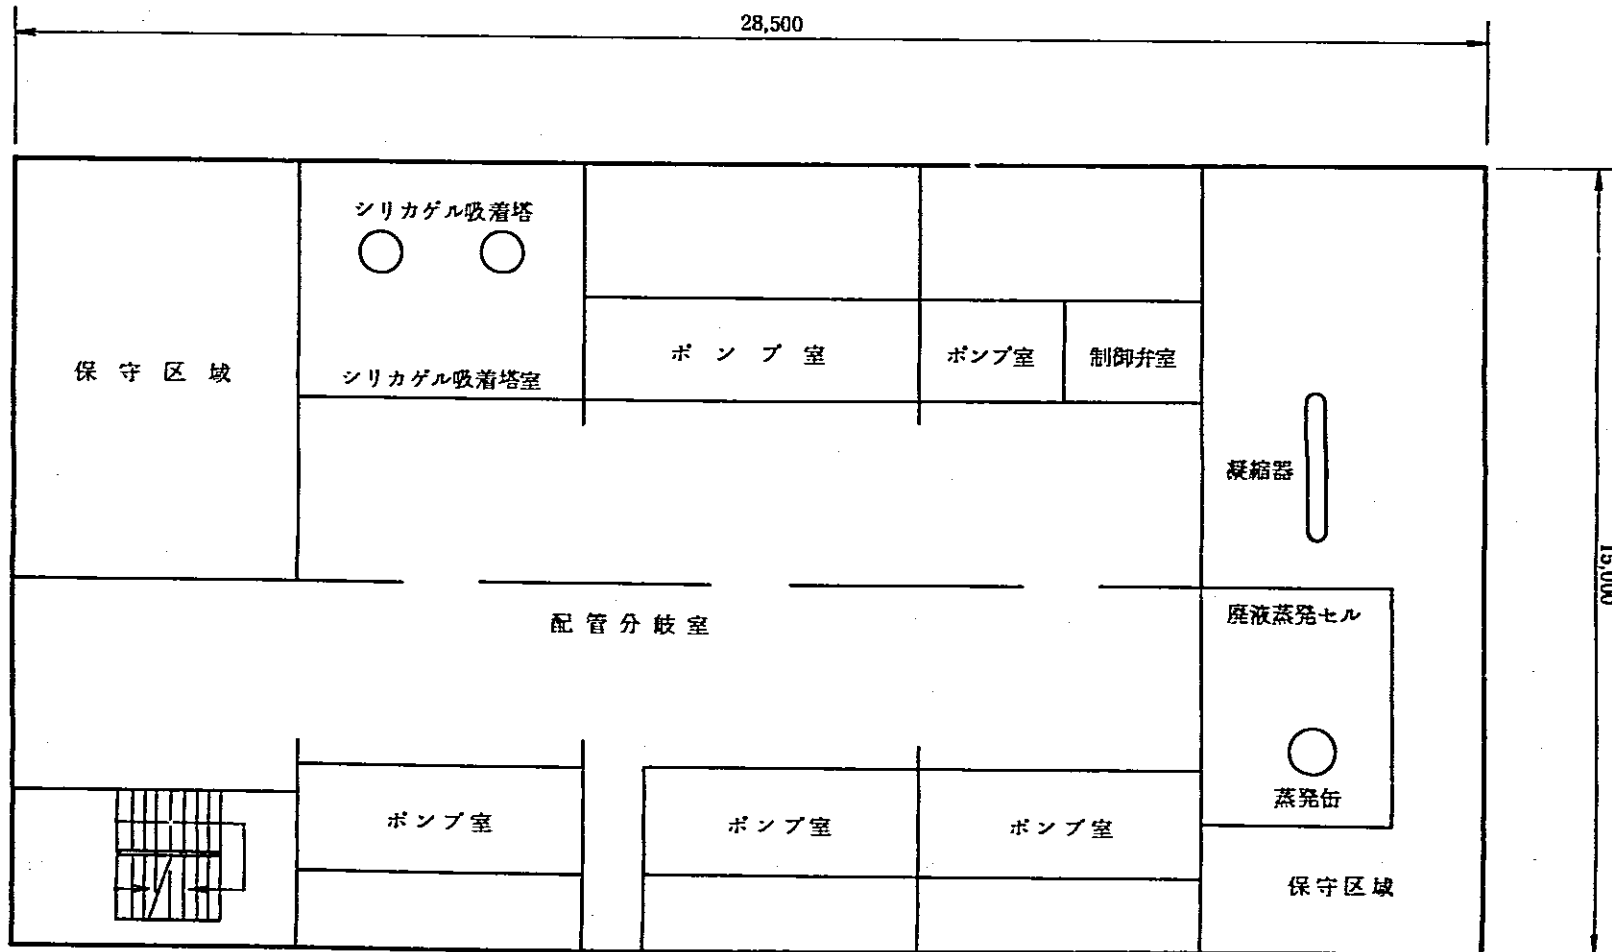 28,500
シリカゲル吸着塔
保守区域
シリカゲル吸着塔室
ポンプ室
ポンプ室
制御弁室
凝縮器
15,000
配管分岐室
廃液蒸発セル
蒸発缶
ポンプ室
ポンプ室
ポンプ室
保守区域